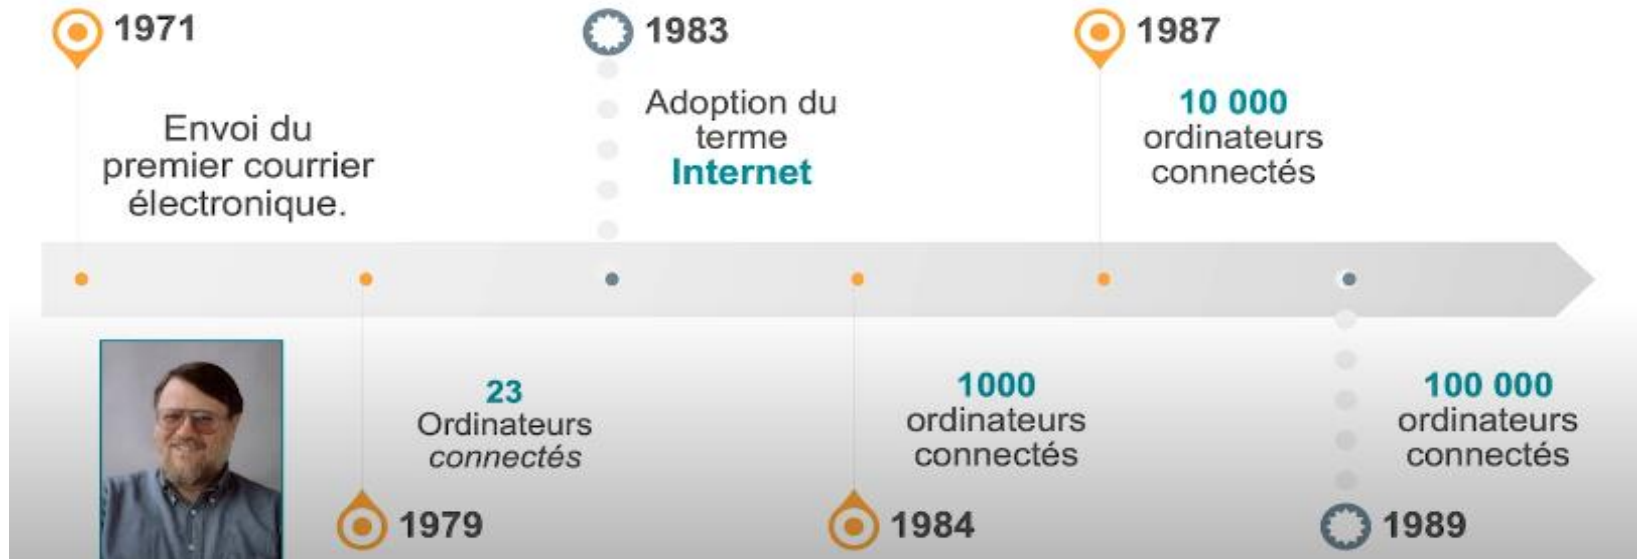 1971
Envoi du
premier courrier
électronique.
23
Ordinateurs
connectés
1979
1983
Adoption du
terme
Internet
1000
ordinateurs
connectés
1984
1987
10 000
ordinateurs
connectés
100 000
ordinateurs
connectés
1989